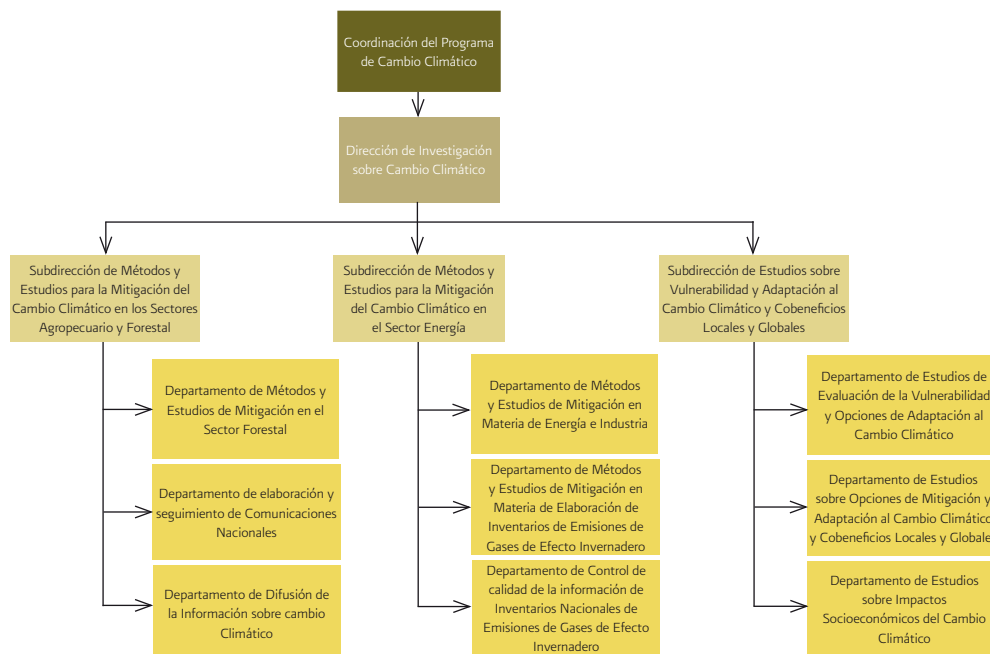 Coordinación del Programa
de Cambio Climático
Dirección de Investigación
sobre Cambio Climático
Subdirección de Métodos y
Estudios para la Mitigación del
Cambio Climático en los Sectores
Agropecuario y Forestal
Subdirección de Métodos y
Estudios para la Mitigación
del Cambio Climático en
el Sector Energía
Subdirección de Estudios sobre
Vulnerabilidad y Adaptación al
Cambio Climático y Cobeneficios
Locales y Globales
Departamento de Métodos y
Estudios de Mitigación en el
Sector Forestal
Departamento de elaboración y
seguimiento de Comunicaciones
Nacionales
Departamento de Difusión de
la Información sobre cambio
Climático
Departamento de Métodos
y Estudios de Mitigación en
Materia de Energía e Industria
Departamento de Métodos
y Estudios de Mitigación en
Materia de Elaboración de
Inventarios de Emisiones de
Gases de Efecto Invernadero
Departamento de Control de
calidad de la información de
Inventarios Nacionales de
Emisiones de Gases de Efecto
Invernadero
Departamento de Estudios de
Evaluación de la Vulnerabilidad
y Opciones de Adaptación al
Cambio Climático
Departamento de Estudios
sobre Opciones de Mitigación y
Adaptación al Cambio Climático
y Cobeneficios Locales y Globale
Departamento de Estudios
sobre Impactos
Socioeconómicos del Cambio
Climático